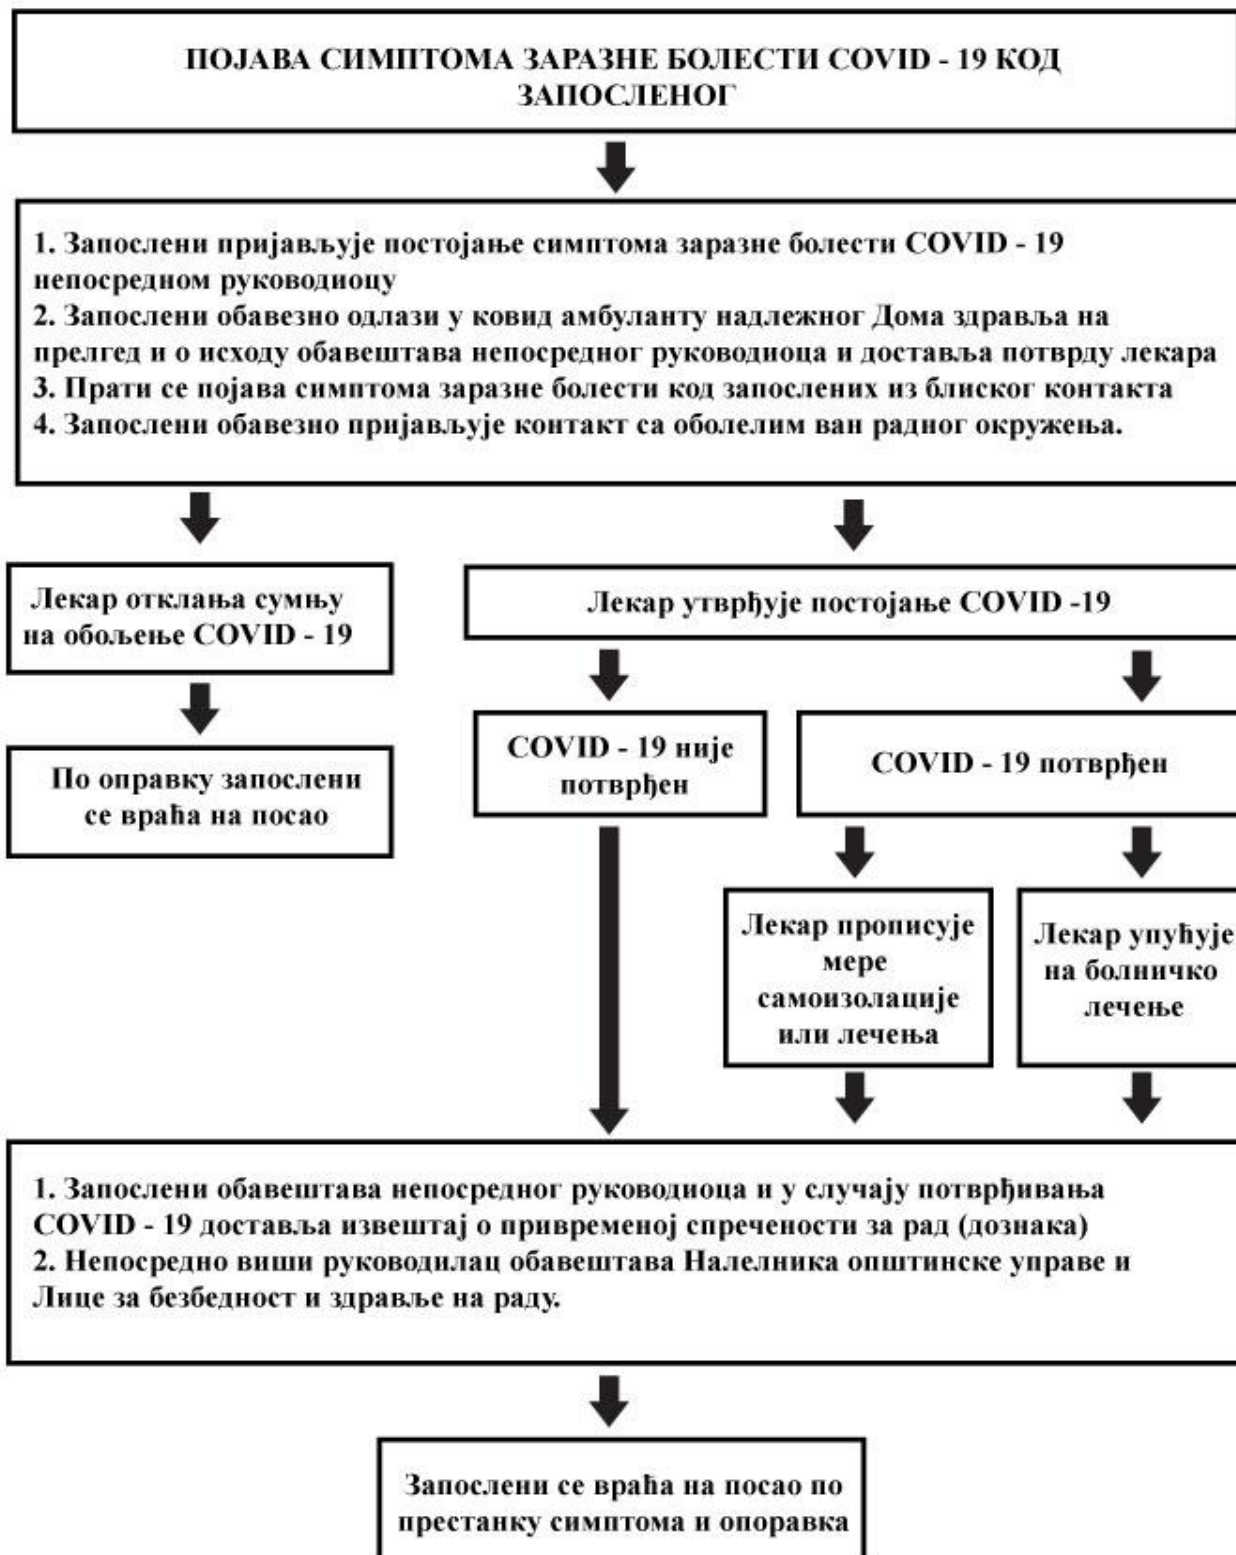 ПОЈАВА СИМПТОМА ЗАРАЗНЕ БОЛЕСТИ COVID - 19 КОД
ЗАПОСЛЕНОГ
1. Запослени пријављује постојање симптома заразне болести COVID - 19
непосредном руководиоцу
2. Запослени обавезно одлази у ковид амбуланту надлежног Дома здравља на
прелгед и о исходу обавештава непосредног руководиоца и доставља потврду лекара
3. Прати се појава симптома заразне болести код запослених из блиског контакта
4. Запослени обавезно пријављује контакт са оболелим ван радног окружења.
Лекар отклања сумњу
на обољење COVID - 19
Лекар утврђује постојање COVID -19
По оправку запослени
се враћа на посао
COVID - 19 није
потврђен
COVID - 19 потврђен
Лекар прописује
мере
самоизолације
или лечења
Лекар упућује
на болничко
лечење
1. Запослени обавештава непосредног руководиоца и у случају потврђивања
COVID - 19 доставља извештај о привременој спречености за рад (дознака)
2. Непосредно виши руководилац обавештава Налелника општинске управе и
Лице за безбедност и здравље на раду.
Запослени се враћа на посао по
престанку симптома и опоравка